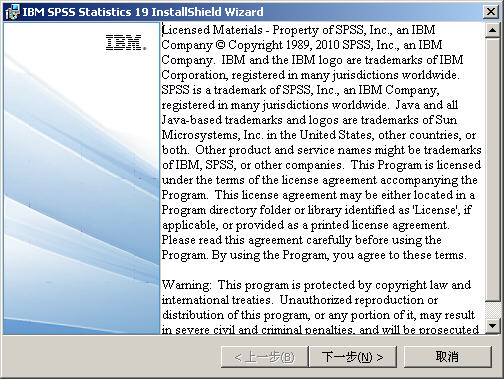 IBM SPSS Statistics 19 InstallShield Wizard
IBM.
Licensed Materials - Property of SPSS, Inc., an IBM
Company © Copyright 1989, 2010 SPSS, Inc., an IBM
Company.  IBM and the IBM logo are trademarks of IBM
Corporation, registered in many jurisdictions worldwide.
SPSS is a trademark of SPSS, Inc., an IBM Company,
registered in many jurisdictions worldwide.  Java and all
Java-based trademarks and logos are trademarks of Sun
Microsystems, Inc. in the United States, other countries, or
both.  Other product and service names might be trademarks
of IBM, SPSS, or other companies.  This Program is licensed
under the terms of the license agreement accompanying the
Program.  This license agreement may be either located in a
Program directory folder or library identified as 'License', if
applicable, or provided as a printed license agreement.
Please read this agreement carefully before using the
Program. By using the Program, you agree to these terms.
Warning:  This program is protected by copyright law and
international treaties.  Unauthorized reproduction or
distribution of this program, or any portion of it, may result
in severe civil and criminal penalties, and will be prosecuted
< 上一步(B)
下一步(N) >
取消